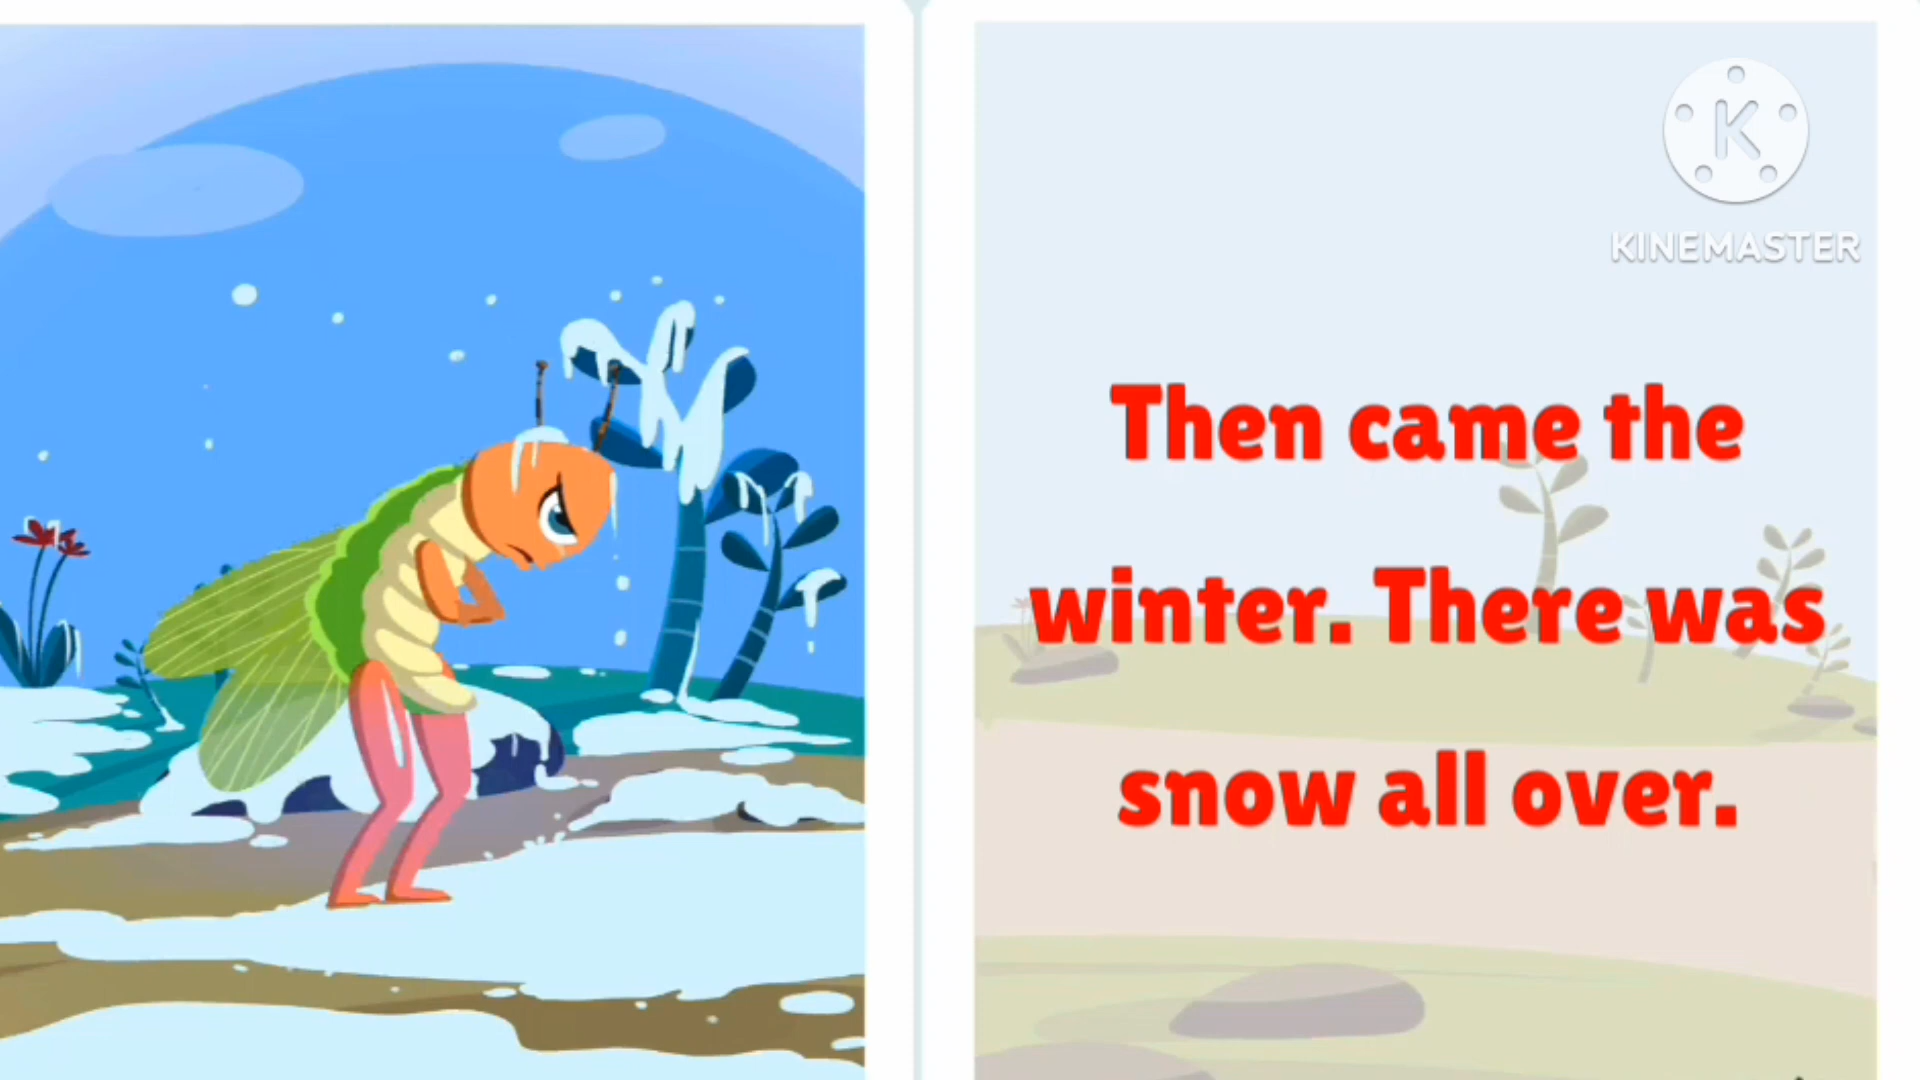 K
KINEMASTER
Then came the
winter. There was
snow all over.